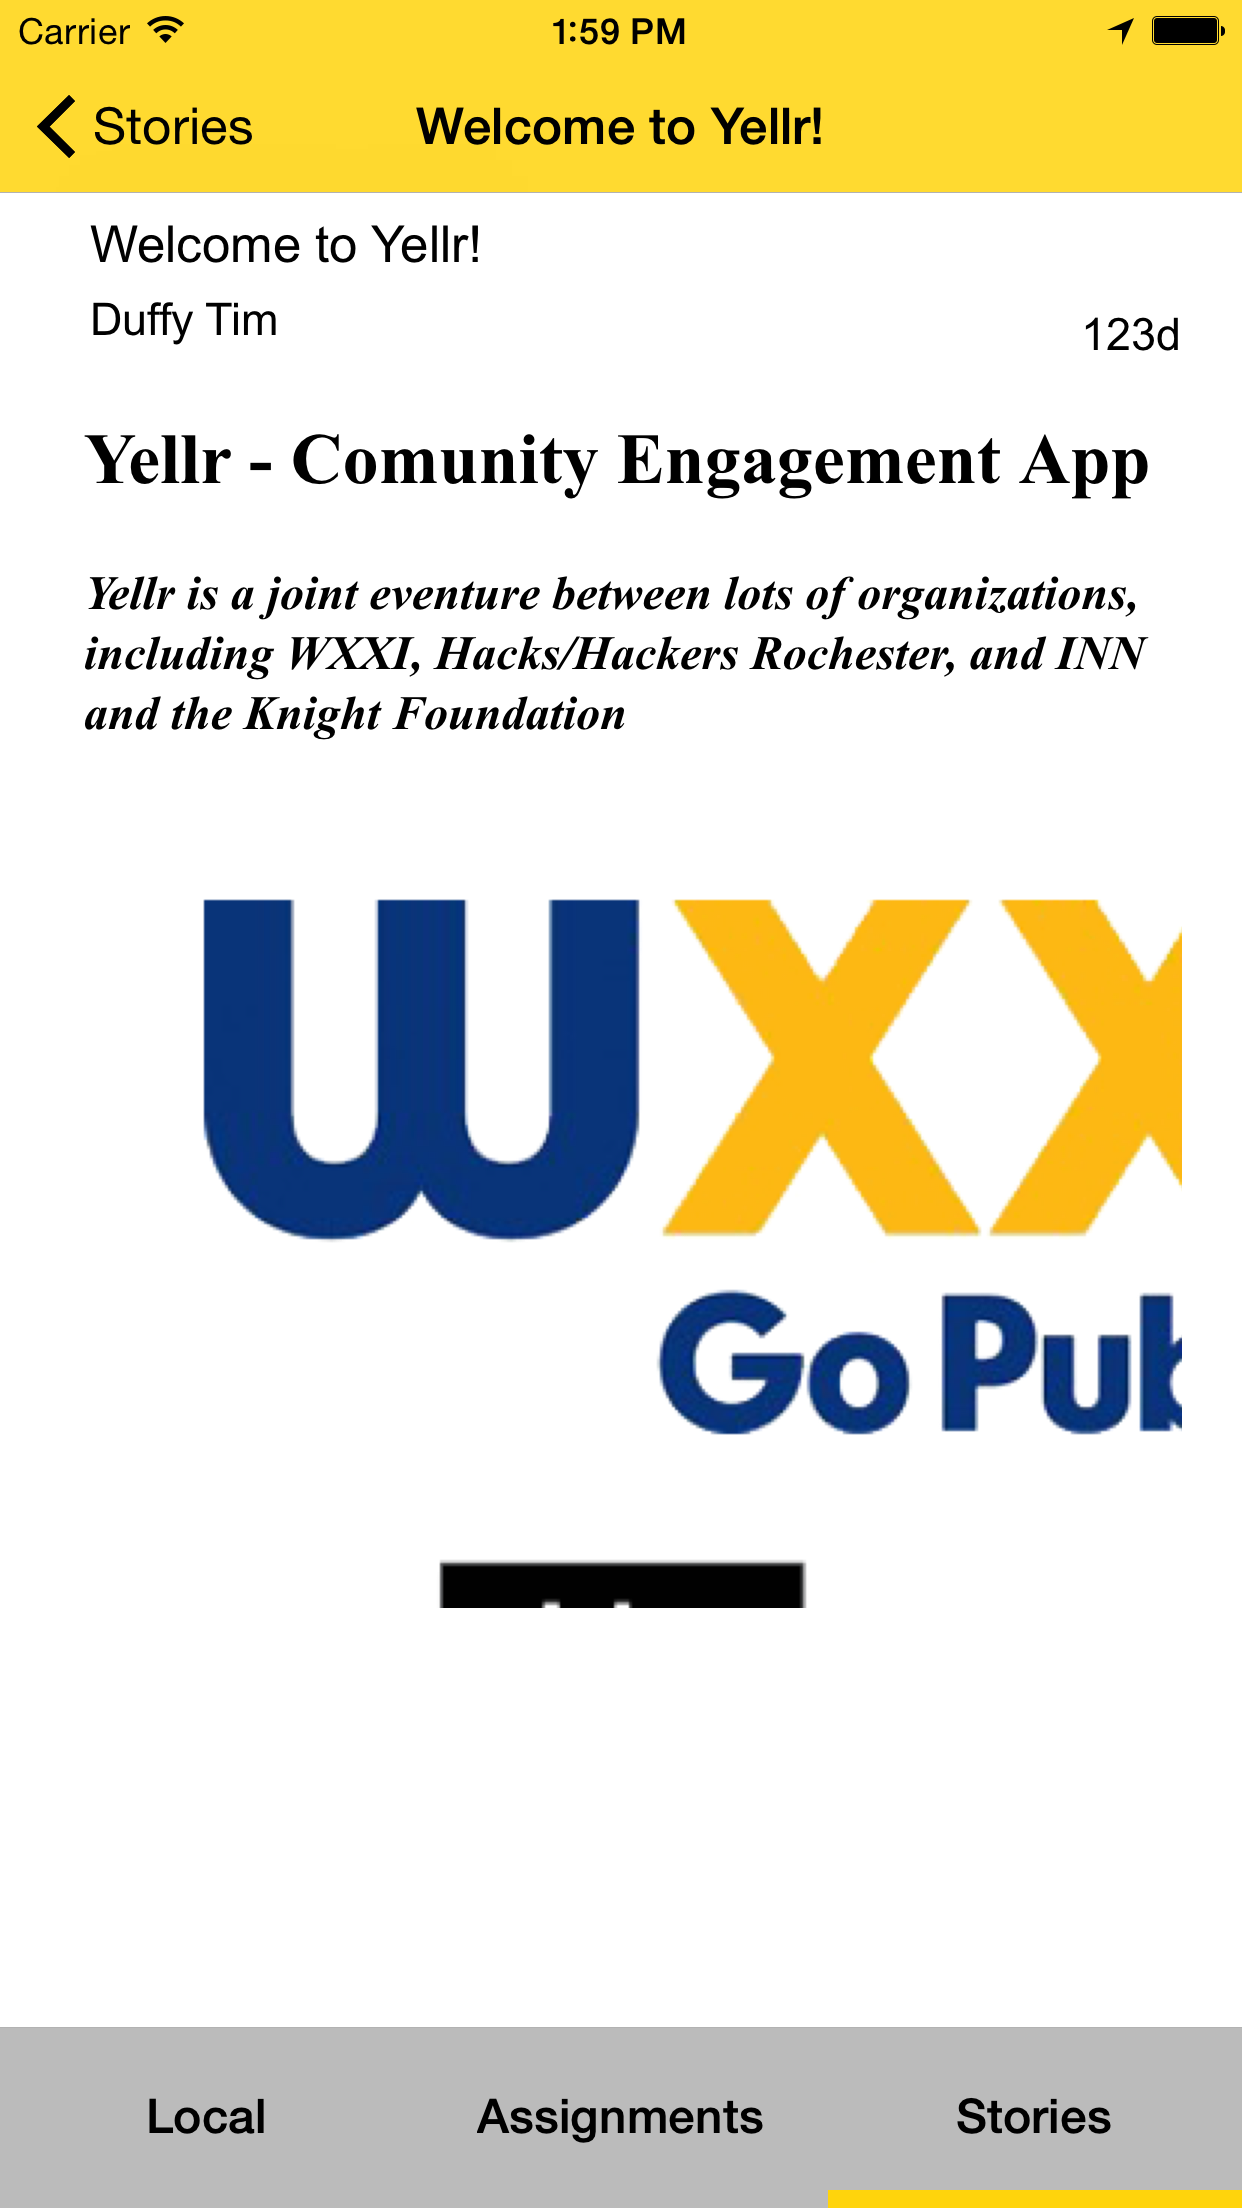 Carrier 1:59 PM
Stories Welcome to Yellr!
Welcome to Yellr!
Duffy Tim
123d
Yellr - Comunity Engagement App
Yellr is a joint eventure between lots of organizations,
including WXXI, Hacks/Hackers Rochester, and INN
and the Knight Foundation
WXX
Go Pub
Local Assignments Stories